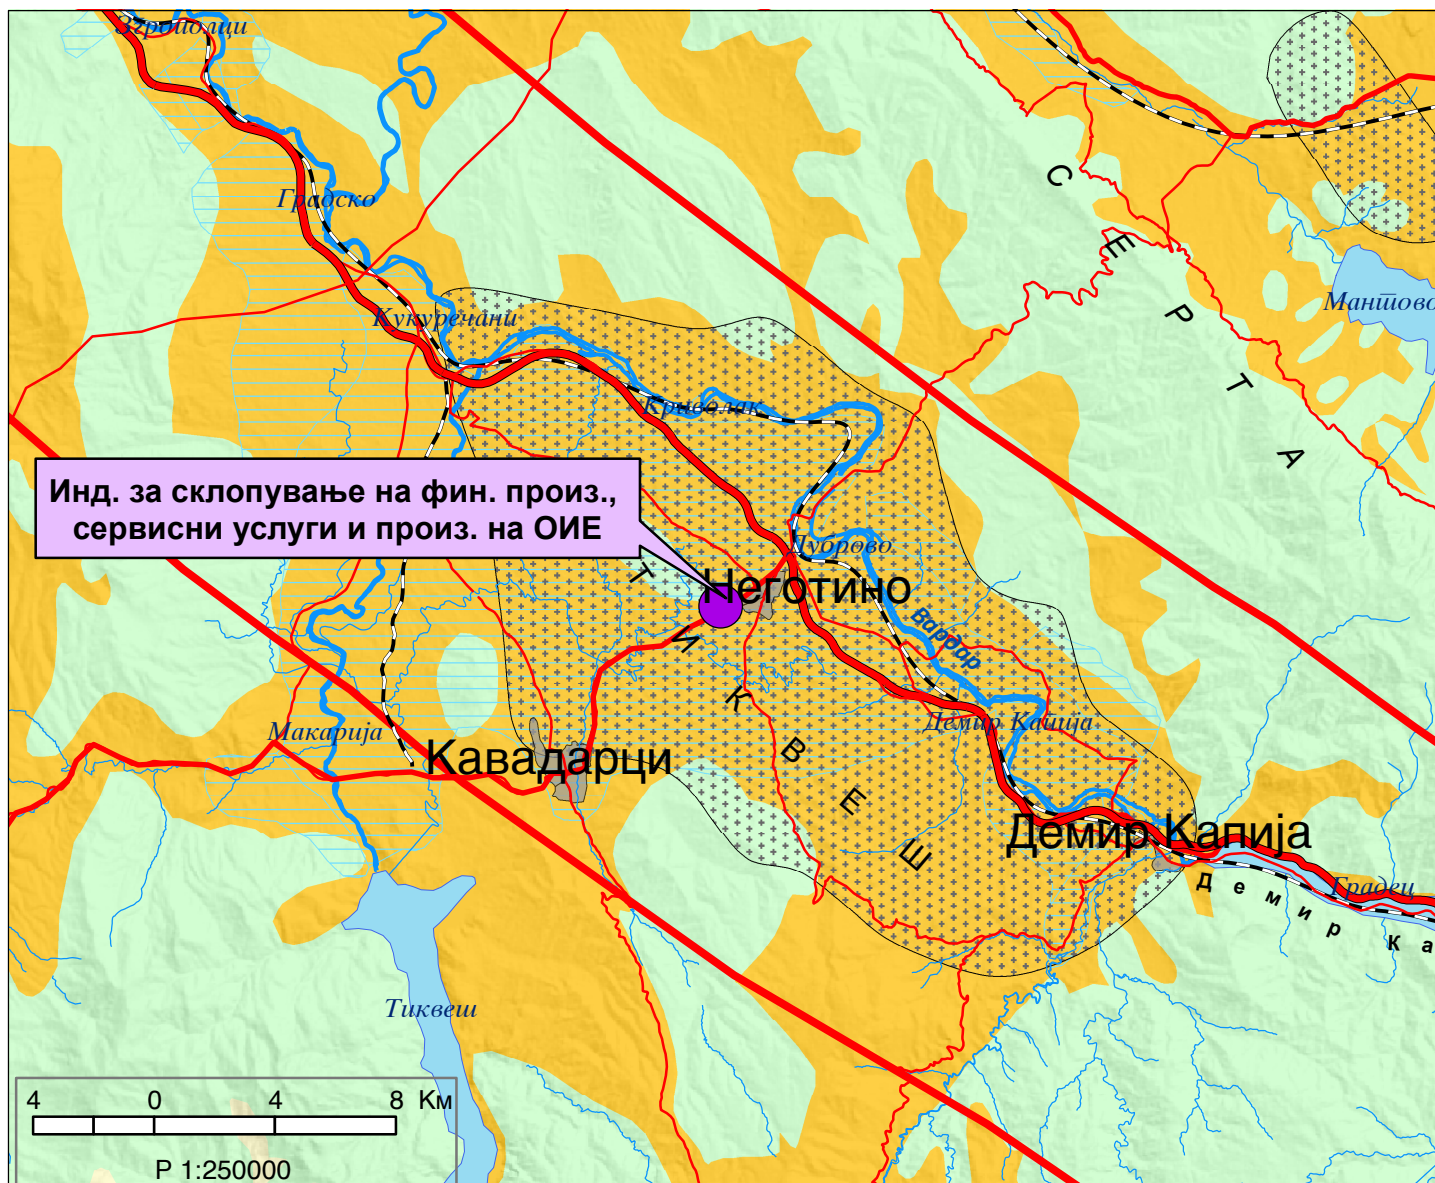 Згрополци
Градско
С Е Р Т А
Мантово
Кукуречани
Криволак
Инд. за склопување на фин. произ.,
сервисни услуги и произ. на ОИЕ
Дуброво
Неготино
Вардар
Т И К В Е Ш
Демир Капија
Макарија
Кавадарци
Демир Капија
Градец
Д е м и р К а
Тиквеш
4 0 4 8 Км
Р 1:250000